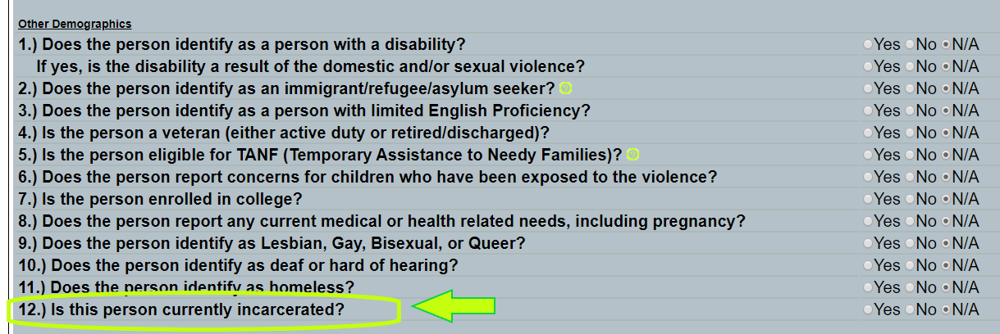 Other Demographics
1.) Does the person identify as a person with a disability? Yes No N/A
If yes, is the disability a result of the domestic and/or sexual violence? Yes No N/A
2.) Does the person identify as an immigrant/refugee/asylum seeker? Yes No N/A
3.) Does the person identify as a person with limited English Proficiency? Yes No N/A
4.) Is the person a veteran (either active duty or retired/discharged)? Yes No N/A
5.) Is the person eligible for TANF (Temporary Assistance to Needy Families)? Yes No N/A
6.) Does the person report concerns for children who have been exposed to the violence? Yes No N/A
7.) Is the person enrolled in college? Yes No N/A
8.) Does the person report any current medical or health related needs, including pregnancy? Yes No N/A
9.) Does the person identify as Lesbian, Gay, Bisexual, or Queer? Yes No N/A
10.) Does the person identify as deaf or hard of hearing? Yes No N/A
11.) Does the person identify as homeless? Yes No N/A
12.) Is this person currently incarcerated? Yes No N/A